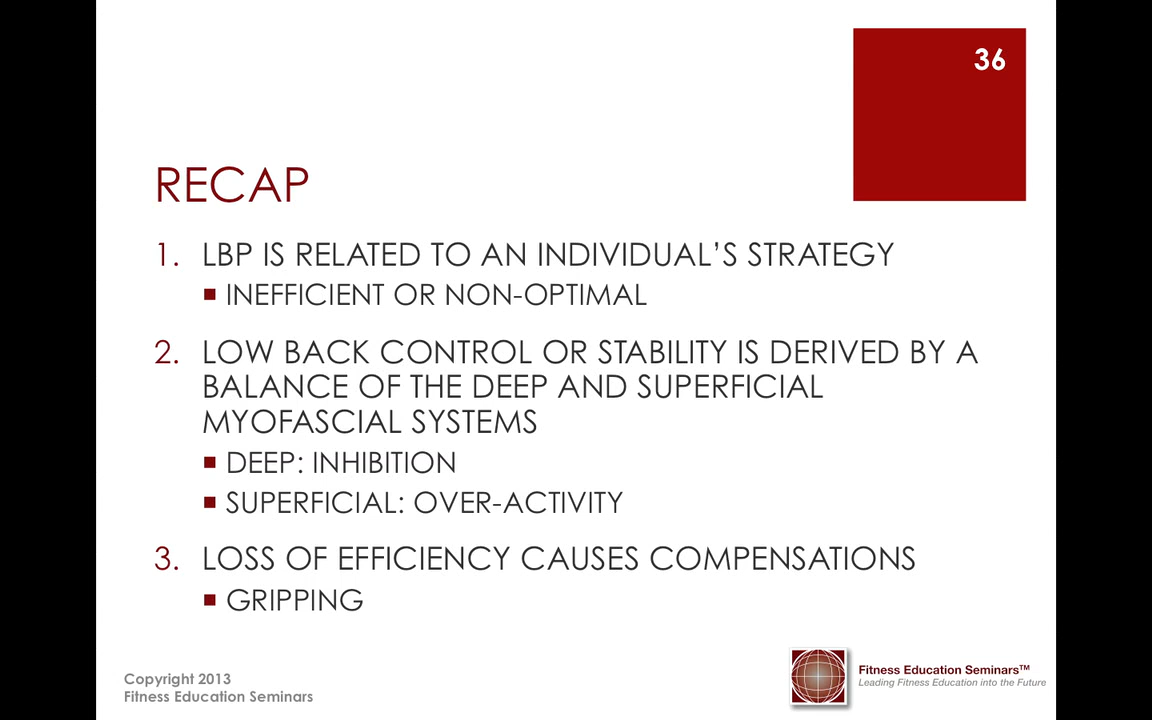 36
RECAP
1. LBP IS RELATED TO AN INDIVIDUAL’S STRATEGY
■ INEFFICIENT OR NON-OPTIMAL
2. LOW BACK CONTROL OR STABILITY IS DERIVED BY A
BALANCE OF THE DEEP AND SUPERFICIAL
MYOFASCIAL SYSTEMS
■ DEEP: INHIBITION
■ SUPERFICIAL: OVER-ACTIVITY
3. LOSS OF EFFICIENCY CAUSES COMPENSATIONS
■ GRIPPING
Copyright 2013
Fitness Education Seminars
Fitness Education Seminars™
Leading Fitness Education into the Future